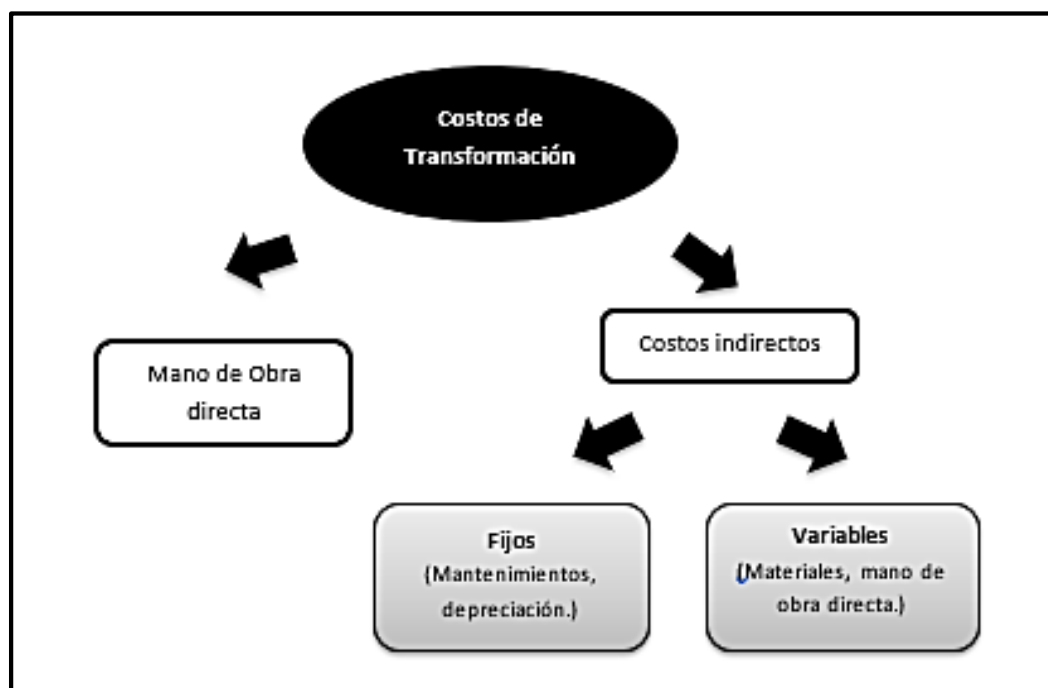 Costos de
Transformación
Mano de Obra
directa
Costos indirectos
Fijos
(Mantenimientos,
depreciación.)
Variables
(Materiales, mano de
obra directa.)